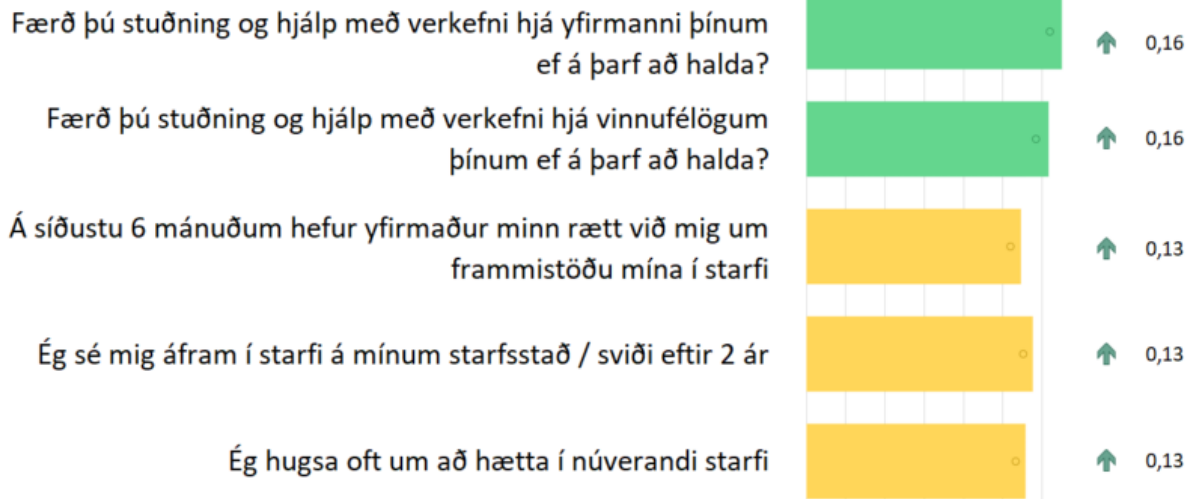 Færð þú stuðning og hjálp með verkefni hjá yfirmanni þínum
ef á þarf að halda?
0,16
Færð þú stuðning og hjálp með verkefni hjá vinnufélögum
þínum ef á þarf að halda?
0,16
Á síðustu 6 mánuðum hefur yfirmaður minn rætt við mig um
frammistöðu mína í starfi
0,13
Ég sé mig áfram í starfi á mínum starfsstað / sviði eftir 2 ár
0,13
Ég hugsa oft um að hætta í núverandi starfi
0,13